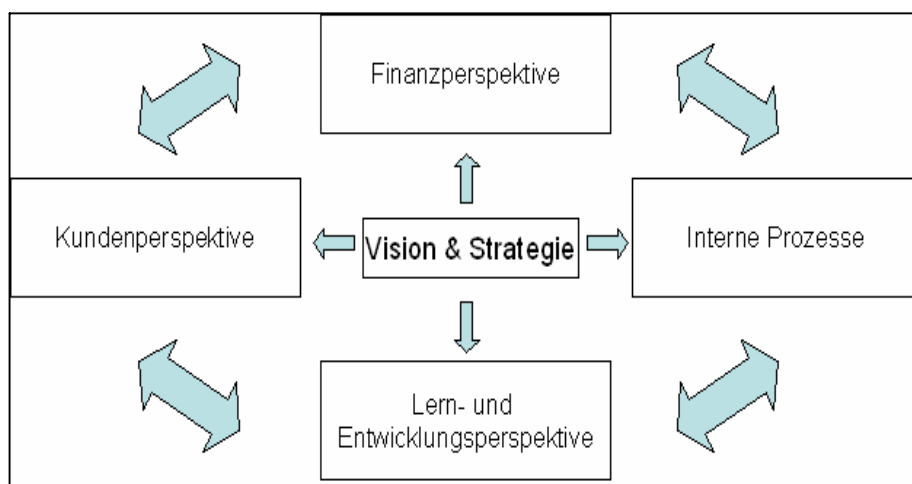 Finanzperspektive
Kundenperspektive
Vision & Strategie
Interne Prozesse
Lern- und
Entwicklungsperspektive